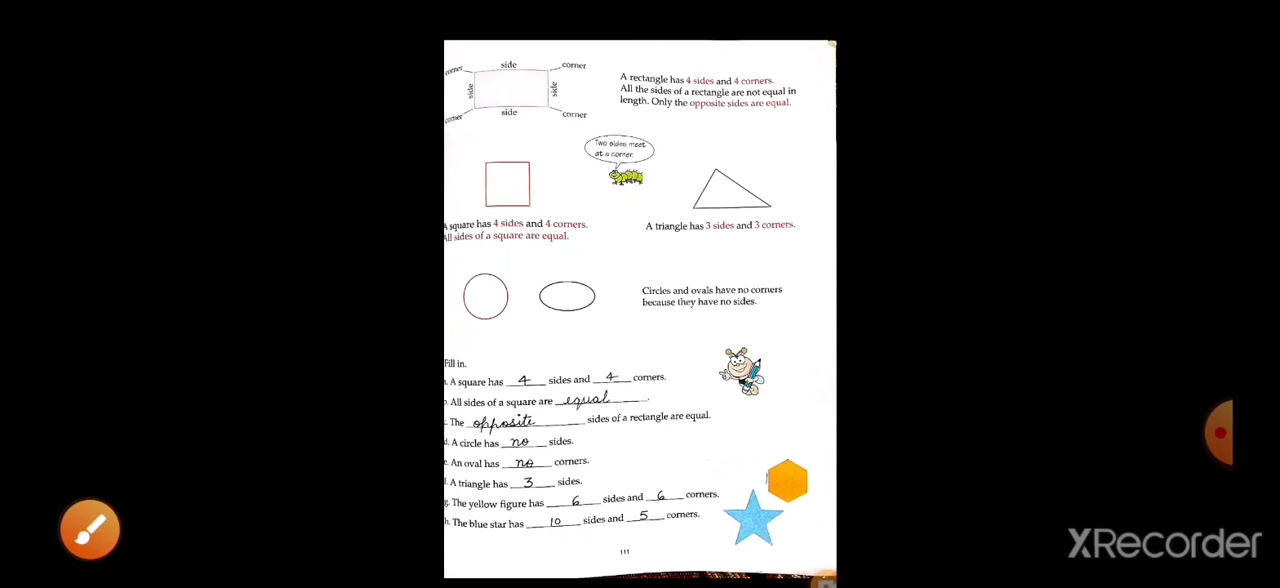 side
corner
corner
side
side
corner
side
corner
A rectangle has 4 sides and 4 corners.
All the sides of a rectangle are not equal in
length. Only the opposite sides are equal.
Two sides meet
at a corner.
A square has 4 sides and 4 corners.
All sides of a square are equal.
A triangle has 3 sides and 3 corners.
Circles and ovals have no corners
because they have no sides.
Fill in.
a. A square has 4 sides and 4 corners.
b. All sides of a square are equal.
c. The opposite sides of a rectangle are equal.
d. A circle has no sides.
e. An oval has no corners.
f. A triangle has 3 sides.
g. The yellow figure has 6 sides and 6 corners.
h. The blue star has 10 sides and 5 corners.
111
XRecorder